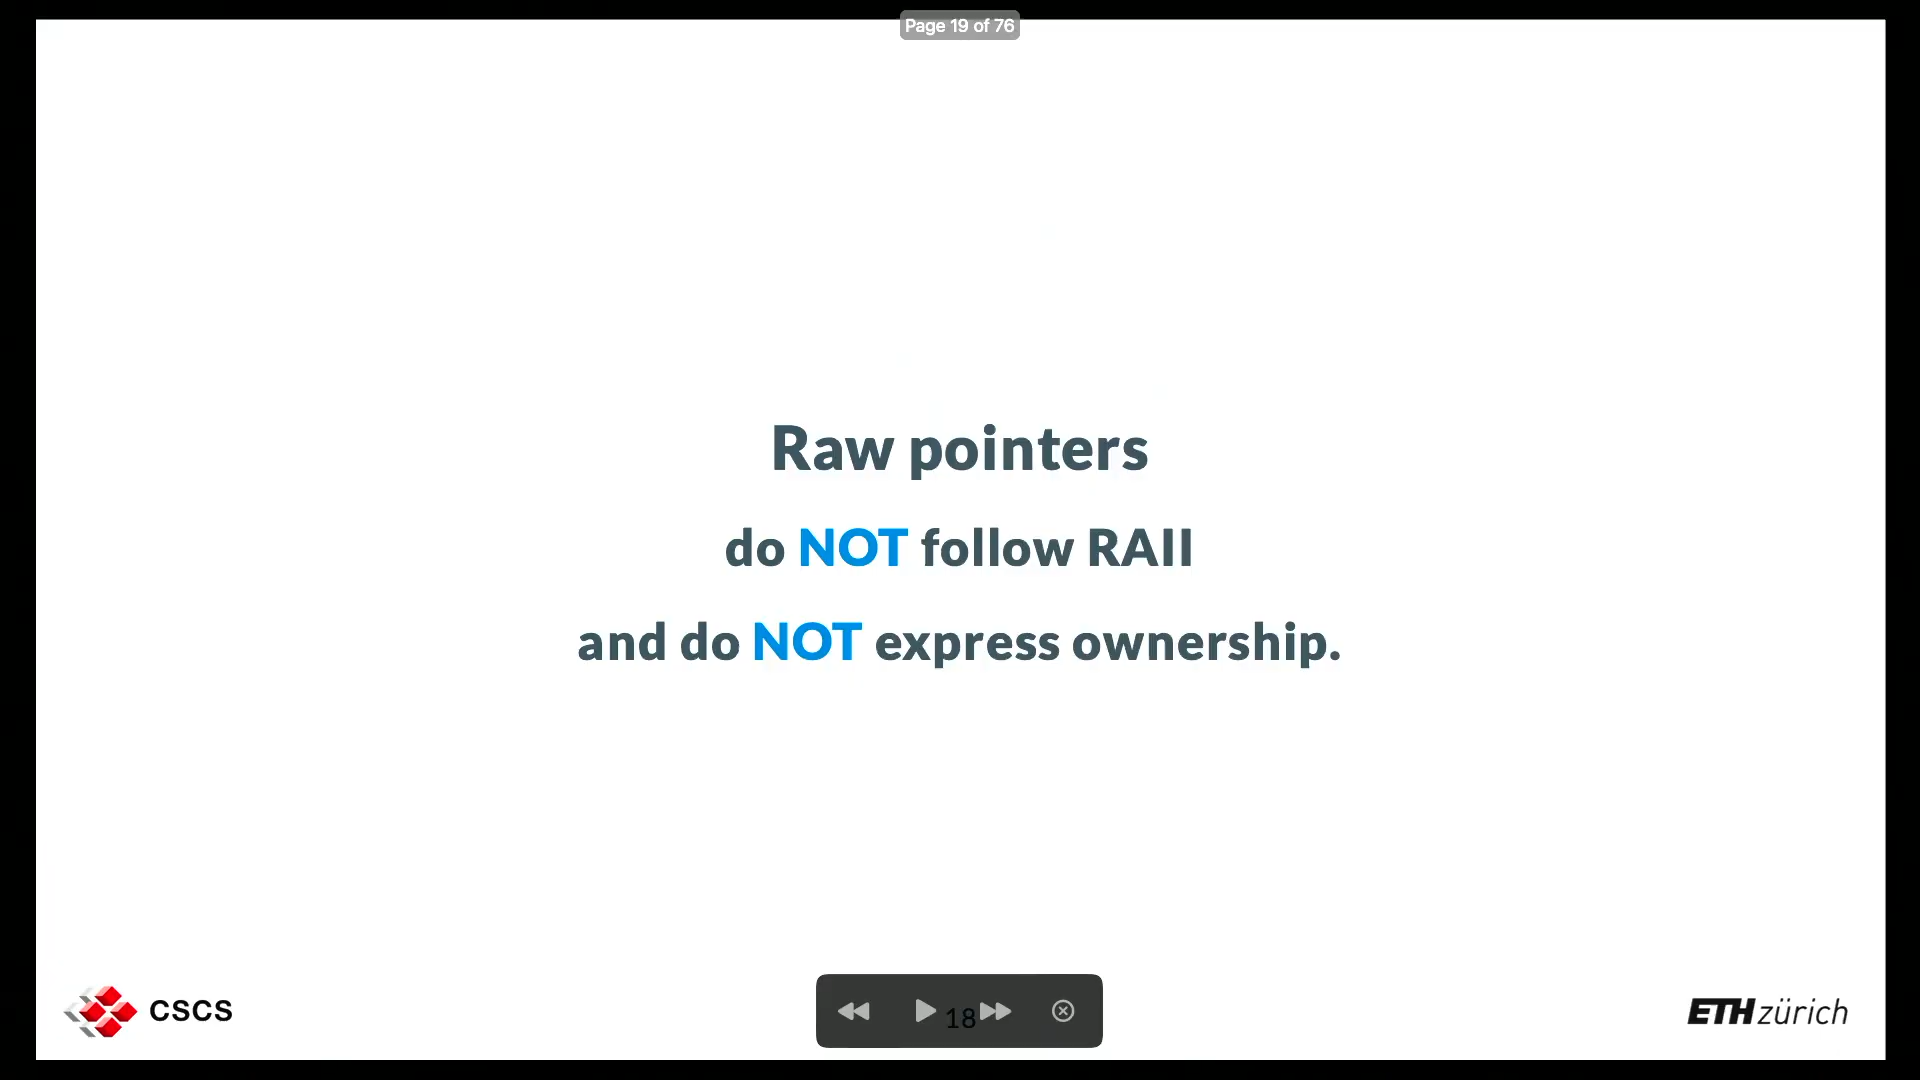 Page 19 of 76
Raw pointers
do NOT follow RAII
and do NOT express ownership.
CSCS
18
ETH zürich